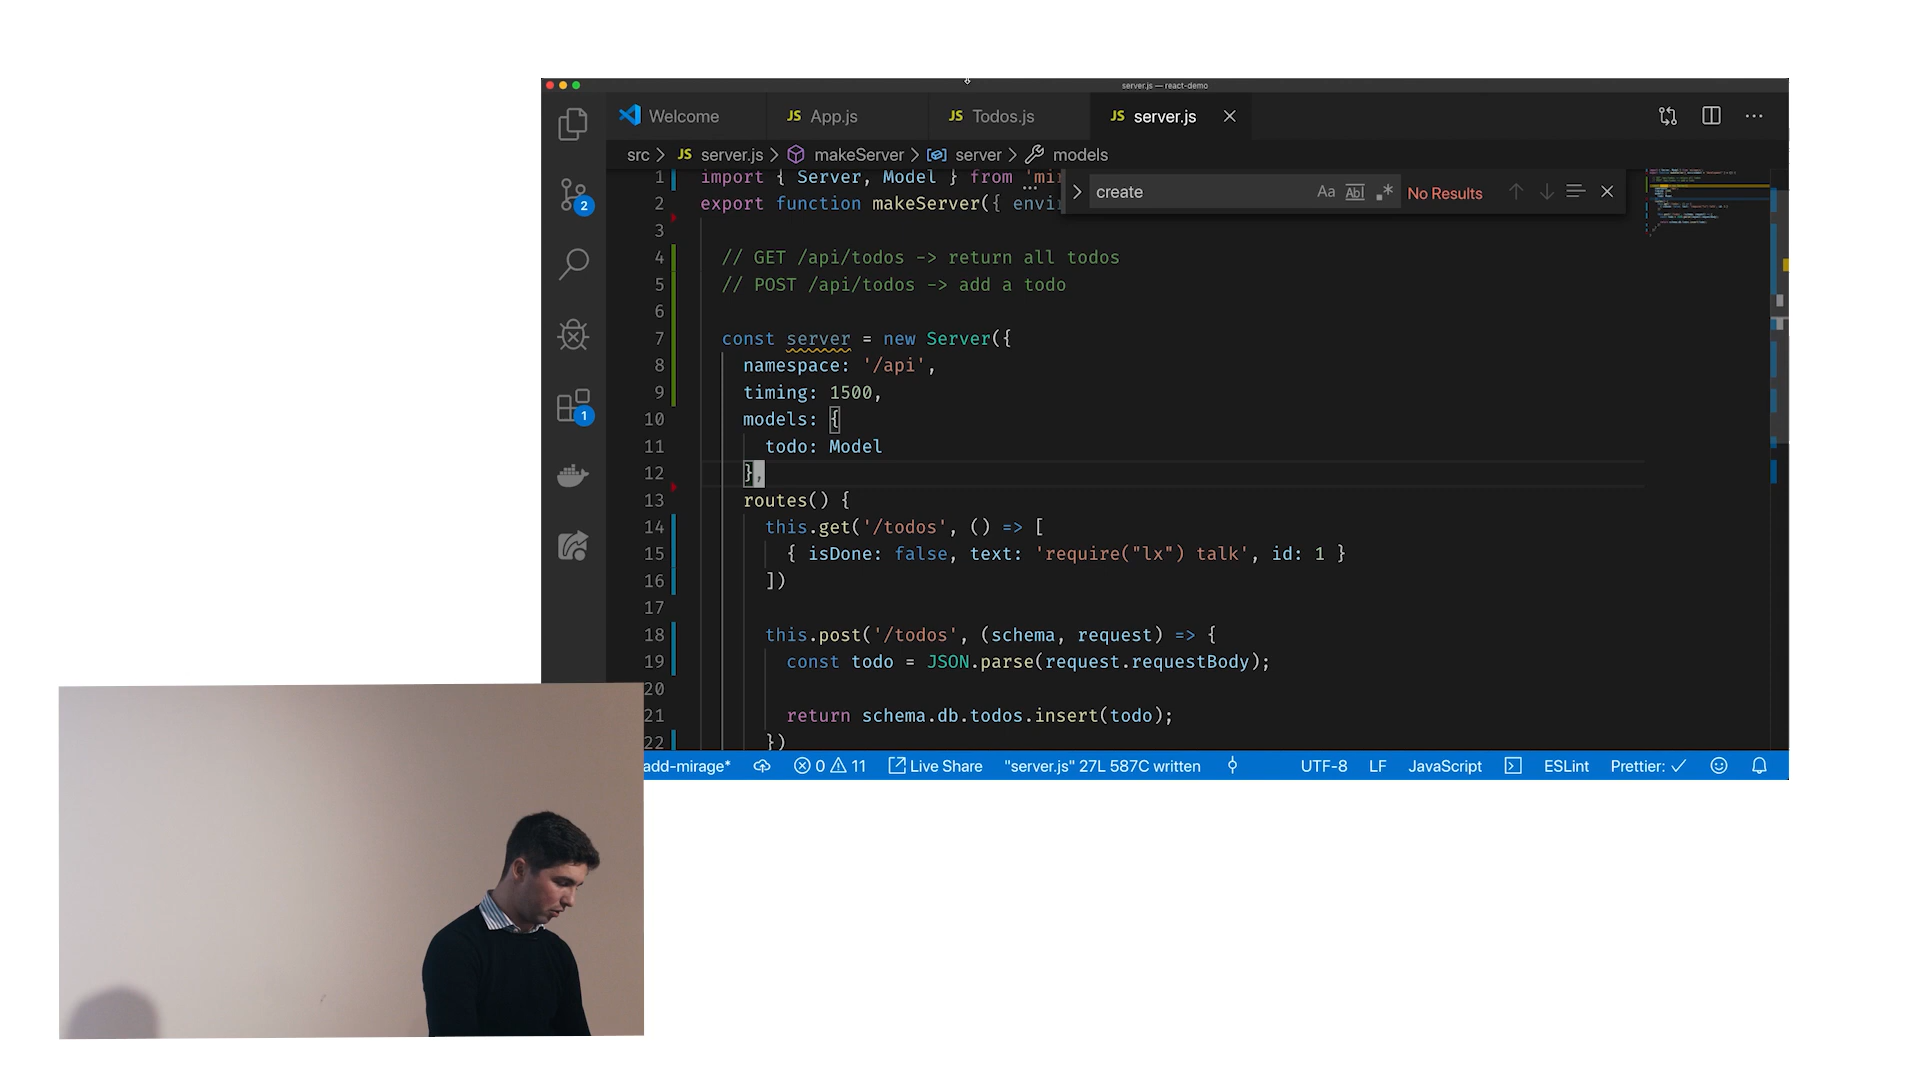 server.js — react-demo
Welcome
JS App.js
JS Todos.js
JS server.js
src > JS server.js > makeServer > server > models
create
Aa Abl .* No Results
1 import { Server, Model } from 'mir
2 export function makeServer({ envi
3
4 // GET /api/todos -> return all todos
5 // POST /api/todos -> add a todo
6
7 const server = new Server({
8 namespace: '/api',
9 timing: 1500,
10 models: {
11 todo: Model
12 },
13 routes() {
14 this.get('/todos', () => [
15 { isDone: false, text: 'require("lx") talk', id: 1 }
16 ])
17
18 this.post('/todos', (schema, request) => {
19 const todo = JSON.parse(request.requestBody);
20
21 return schema.db.todos.insert(todo);
22 })
2
1
add-mirage* 0 11 Live Share "server.js" 27L 587C written UTF-8 LF JavaScript ESLint Prettier: ✓